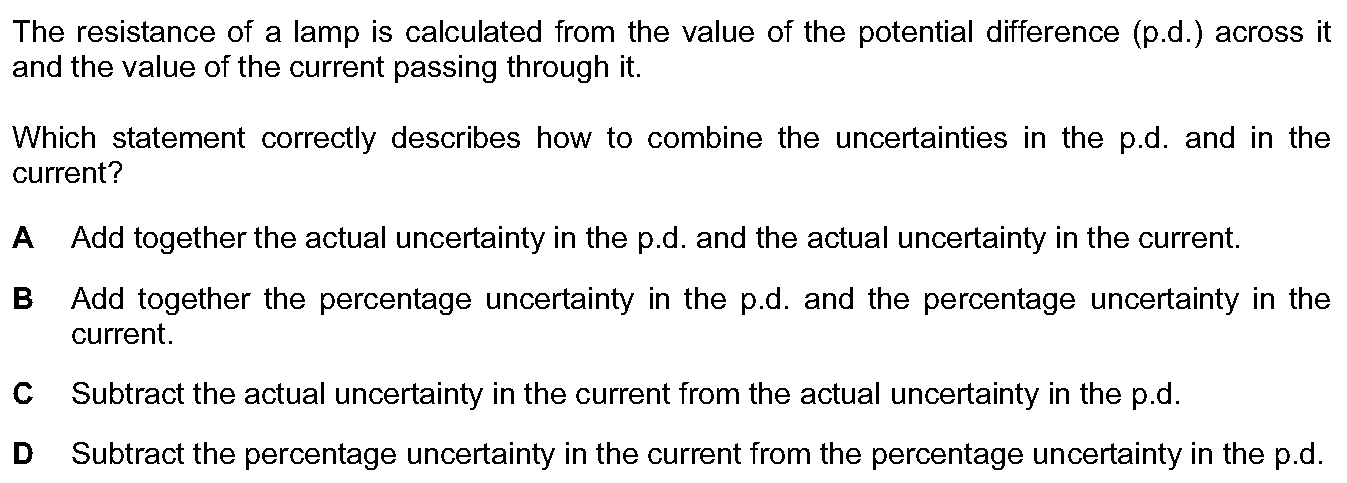 The resistance of a lamp is calculated from the value of the potential difference (p.d.) across it
and the value of the current passing through it.
Which statement correctly describes how to combine the uncertainties in the p.d. and in the
current?
A Add together the actual uncertainty in the p.d. and the actual uncertainty in the current.
B Add together the percentage uncertainty in the p.d. and the percentage uncertainty in the
current.
C Subtract the actual uncertainty in the current from the actual uncertainty in the p.d.
D Subtract the percentage uncertainty in the current from the percentage uncertainty in the p.d.